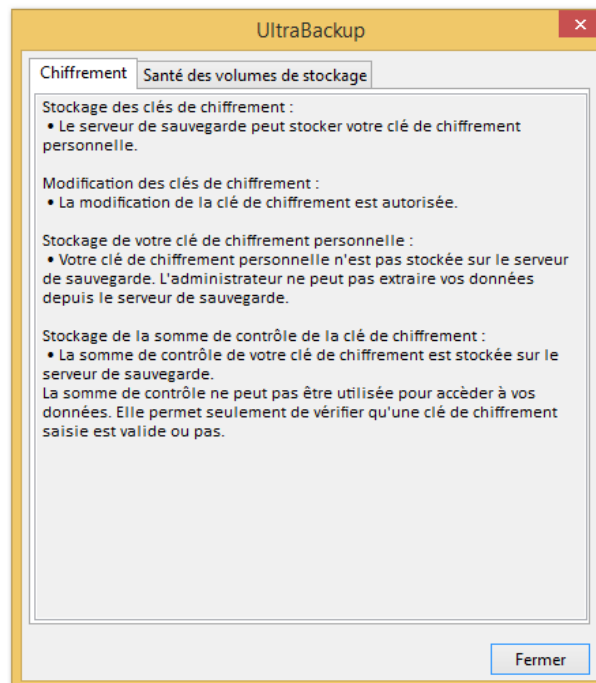 UltraBackup
Chiffrement
Santé des volumes de stockage
Stockage des clés de chiffrement :
• Le serveur de sauvegarde peut stocker votre clé de chiffrement
personnelle.
Modification des clés de chiffrement :
• La modification de la clé de chiffrement est autorisée.
Stockage de votre clé de chiffrement personnelle :
• Votre clé de chiffrement personnelle n'est pas stockée sur le serveur
de sauvegarde. L'administrateur ne peut pas extraire vos données
depuis le serveur de sauvegarde.
Stockage de la somme de contrôle de la clé de chiffrement :
• La somme de contrôle de votre clé de chiffrement est stockée sur le
serveur de sauvegarde.
La somme de contrôle ne peut pas être utilisée pour accèder à vos
données. Elle permet seulement de vérifier qu'une clé de chiffrement
saisie est valide ou pas.
Fermer